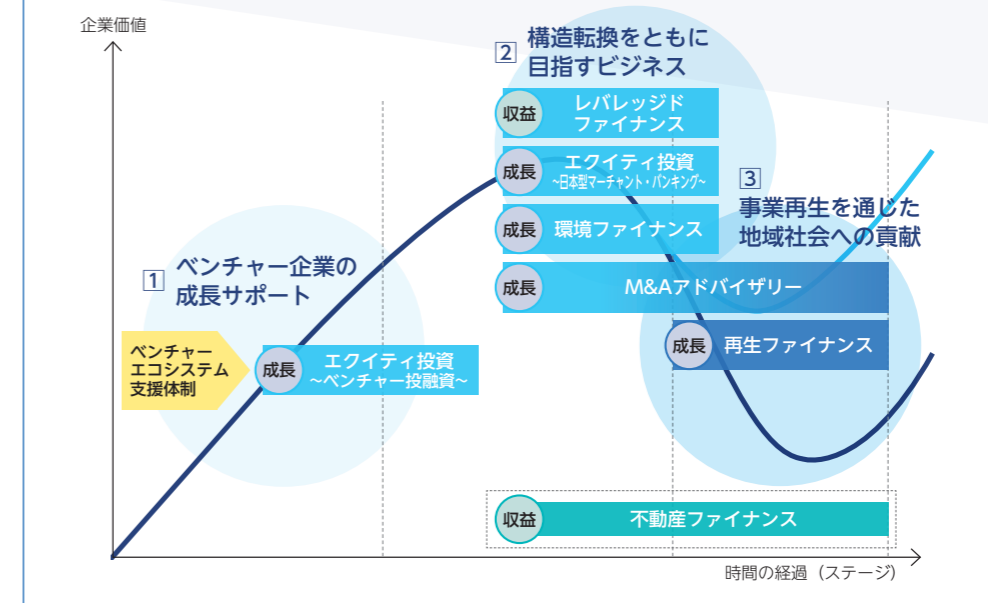 企業価値
2
構造転換をともに
目指すビジネス
収益
レバレッジド
ファイナンス
成長
エクイティ投資
~日本型マーチャント・バンキング~
成長
環境ファイナンス
3
事業再生を通じた
地域社会への貢献
1
ベンチャー企業の
成長サポート
成長
M&Aアドバイザリー
ベンチャー
エコシステム
支援体制
成長
エクイティ投資
～ベンチャー投融資～
成長
再生ファイナンス
収益
不動産ファイナンス
時間の経過（ステージ）